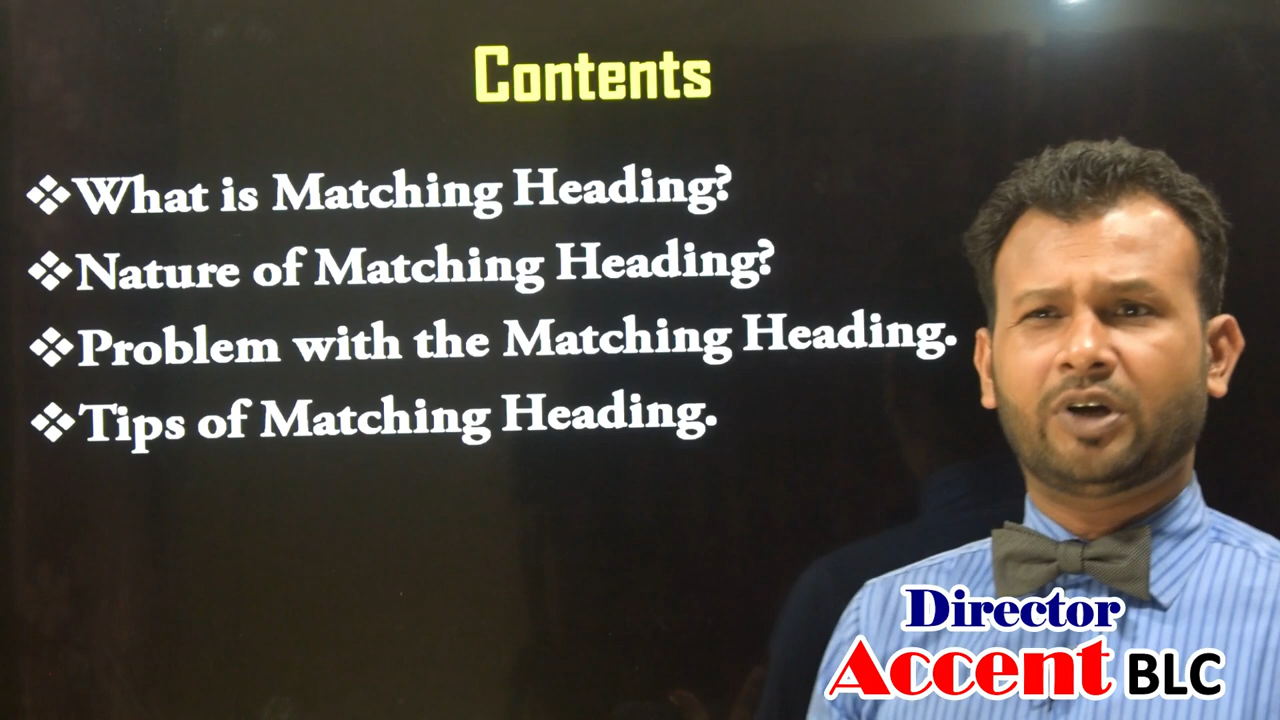 Contents
❖What is Matching Heading?
❖Nature of Matching Heading?
❖Problem with the Matching Heading.
❖Tips of Matching Heading.
Director
Accent BLC